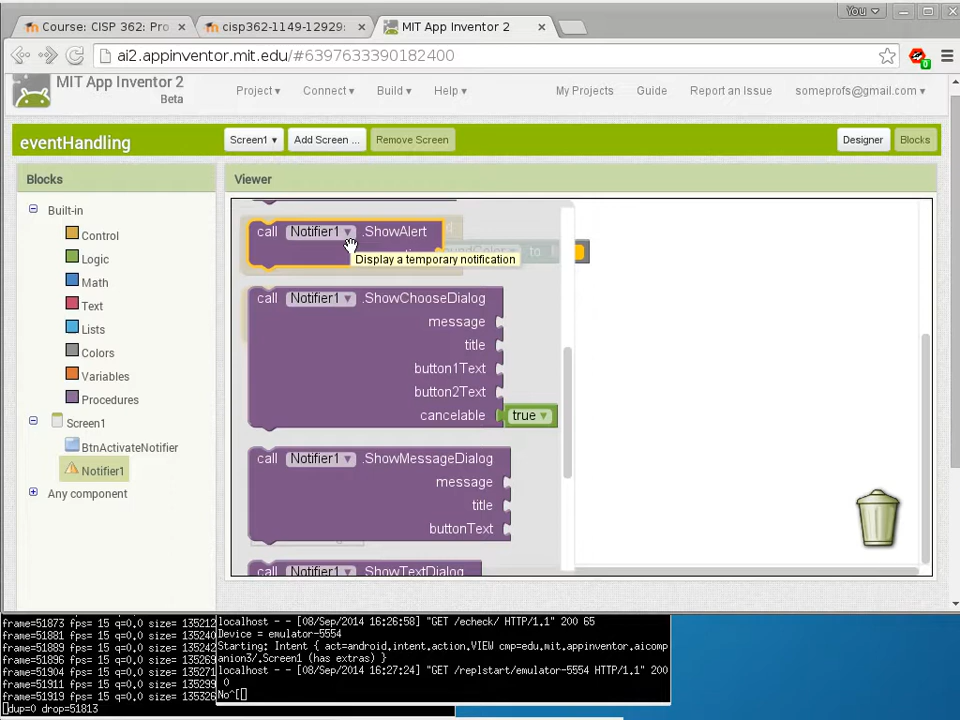 You
Course: CISP 362: Pro
cisp362-1149-12929:
MIT App Inventor 2
ai2.appinventor.mit.edu/#6397633390182400
0
MIT App Inventor 2
Beta
Project
Connect
Build
Help
My Projects
Guide
Report an Issue
someprofs@gmail.com
eventHandling
Screen1
Add Screen ...
Remove Screen
Designer
Blocks
Blocks
Viewer
Built-in
Control
Logic
Math
Text
Lists
Colors
Variables
Procedures
Screen1
BtnActivateNotifier
Notifier1
Any component
call Notifier1 .ShowAlert
to
Display a temporary notification
call Notifier1 .ShowChooseDialog
message
title
button1Text
button2Text
cancelable true
call Notifier1 .ShowMessageDialog
message
title
buttonText
call Notifier1 .ShowTextDialog
frame=51873 fps= 15 q=0.0 size= 135212
frame=51881 fps= 15 q=0.0 size= 135240
frame=51889 fps= 15 q=0.0 size= 135269
frame=51896 fps= 15 q=0.0 size=
frame=51904 fps= 15 q=0.0 size= 135271
frame=51911 fps= 15 q=0.0 size= 135299
frame=51919 fps= 15 q=0.0 size= 135326
dup=0 drop=51813
localhost - - [08/Sep/2014 16:26:58] "GET /echeck/ HTTP/1.1" 200 65
Device = emulator-5554
Starting: Intent { act=android.intent.action.VIEW cmp=edu.mit.appinventor.aicom
panion3/.Screen1 (has extras) }
localhost - - [08/Sep/2014 16:27:24] "GET /replstart/emulator-5554 HTTP/1.1" 200
0
No^[